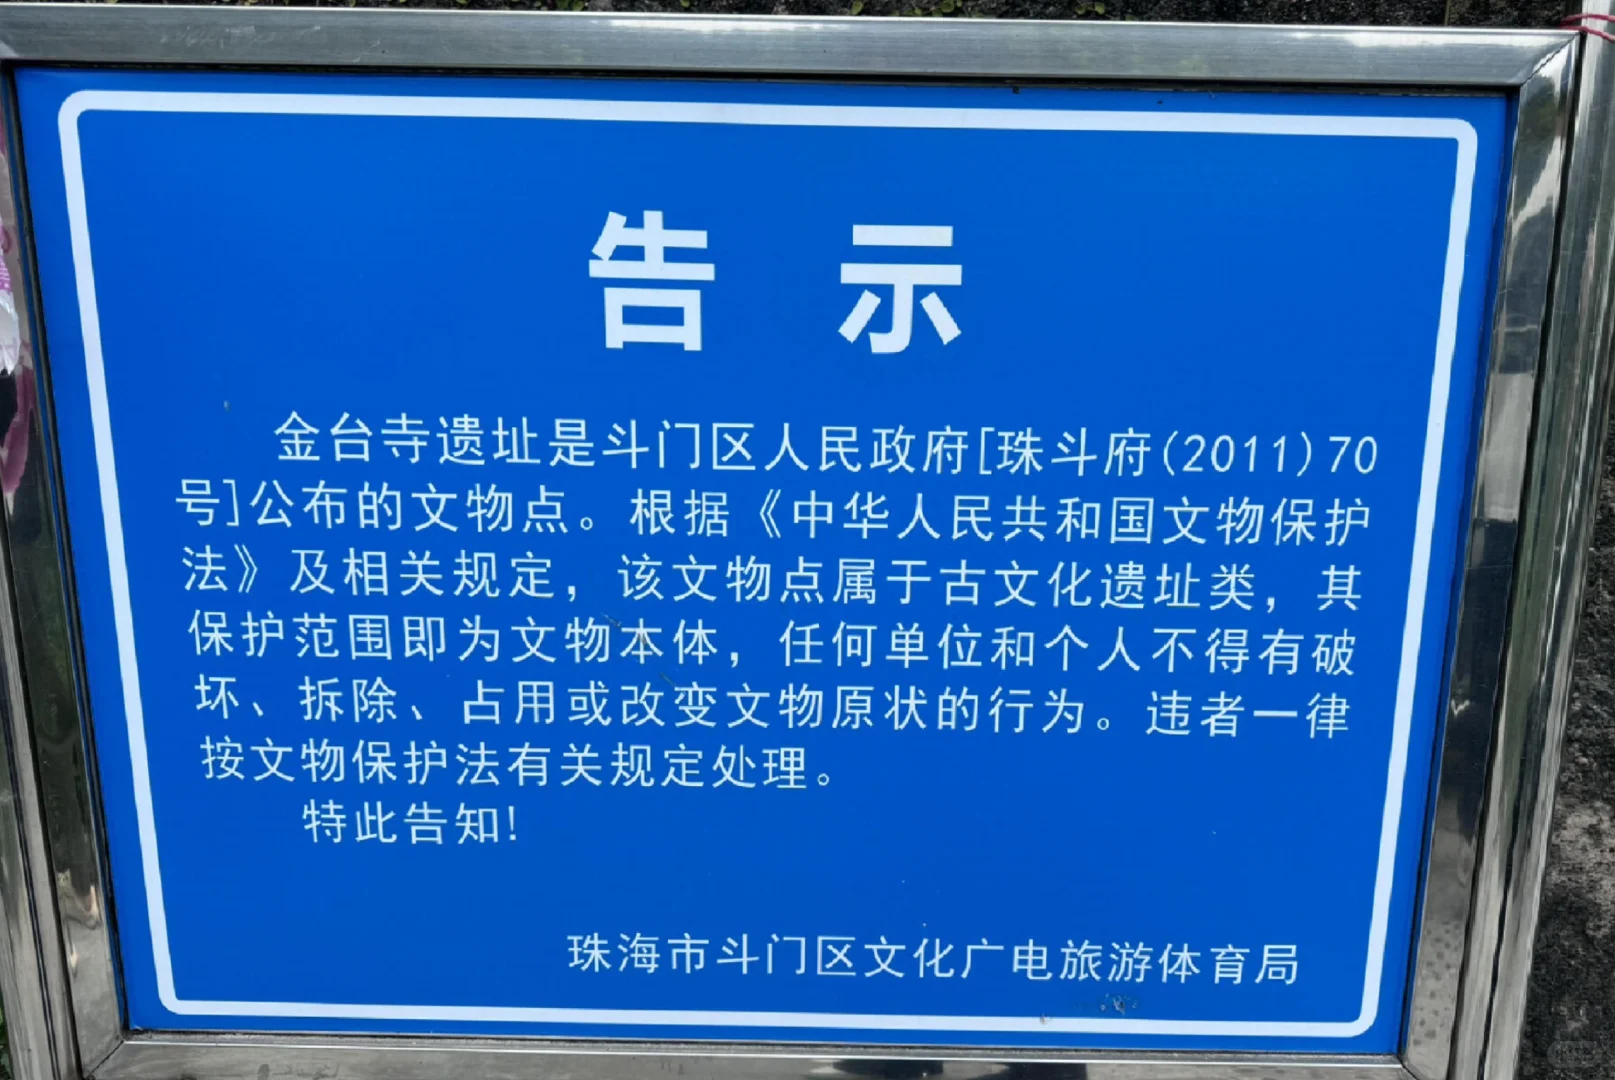 告示
金台寺遗址是斗门区人民政府[珠斗府(2011)70
号]公布的文物点。根据《中华人民共和国文物保护
法》及相关规定，该文物点属于古文化遗址类，其
保护范围即为文物本体，任何单位和个人不得有破
坏、拆除、占用或改变文物原状的行为。违者一律
按文物保护法有关规定处理。
特此告知!
珠海市斗门区文化广电旅游体育局